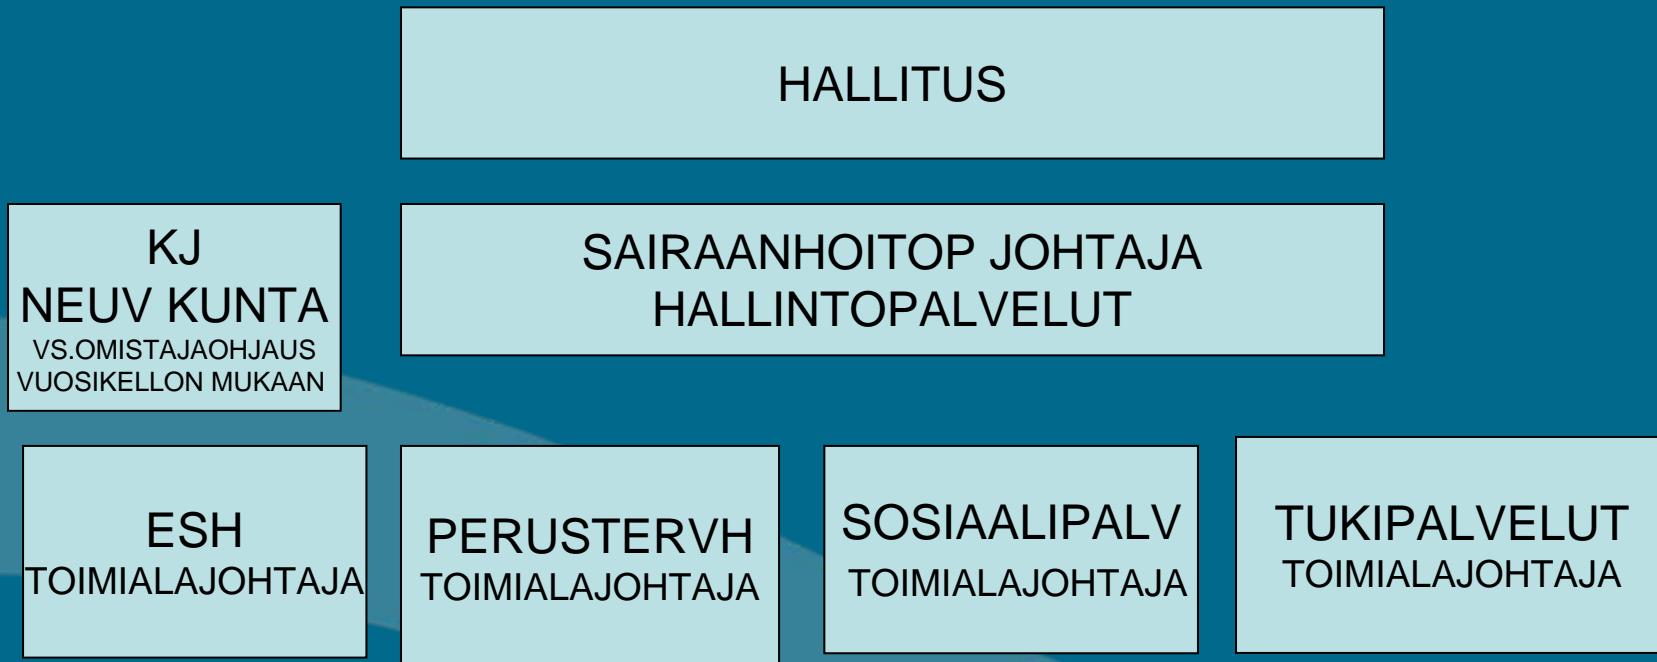 HALLITUS
KJ
NEUV KUNTA
VS.OMISTAJAOHJAUS
VUOSIKELLON MUKAAN
SAIRAANHOITOP JOHTAJA
HALLINTOPALVELUT
ESH
TOIMIALAJOHTAJA
PERUSTERVH
TOIMIALAJOHTAJA
SOSIAALIPALV
TOIMIALAJOHTAJA
TUKIPALVELUT
TOIMIALAJOHTAJA